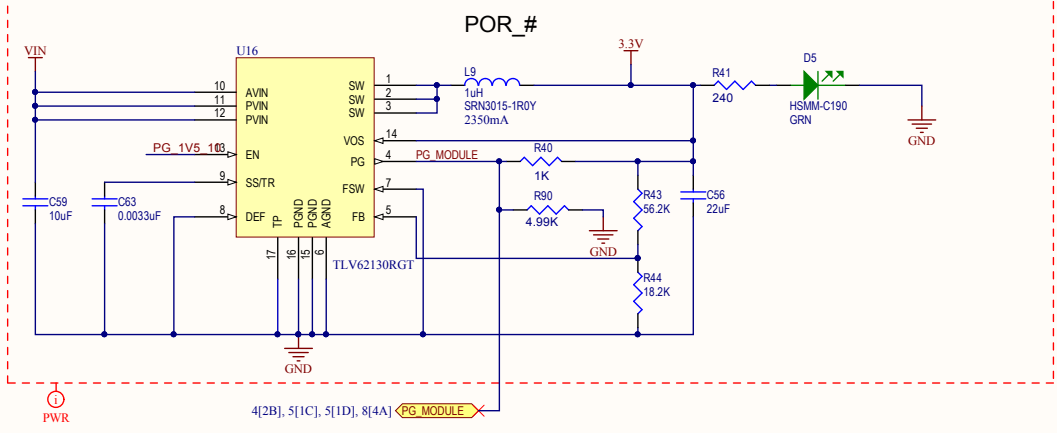 POR_#
VIN
U16
3.3V
D5
10
AVIN
SW
1
L9
1uH
SRN3015-1R0Y
2350mA
R41
240
HSMM-C190
GRN
11
PVIN
SW
2
12
PVIN
SW
3
GND
VOS
14
PG_1V5_10
13
EN
PG
4
PG_MODULE
R40
1K
9
SS/TR
FSW
7
R90
4.99K
R43
56.2K
C56
22uF
C59
10uF
C63
0.0033uF
8
DEF
FB
5
TP
PGND
PGND
AGND
17
16
15
6
TLV62130RGT
GND
R44
18.2K
GND
PWR
4[2B], 5[1C], 5[1D], 8[4A]
PG_MODULE